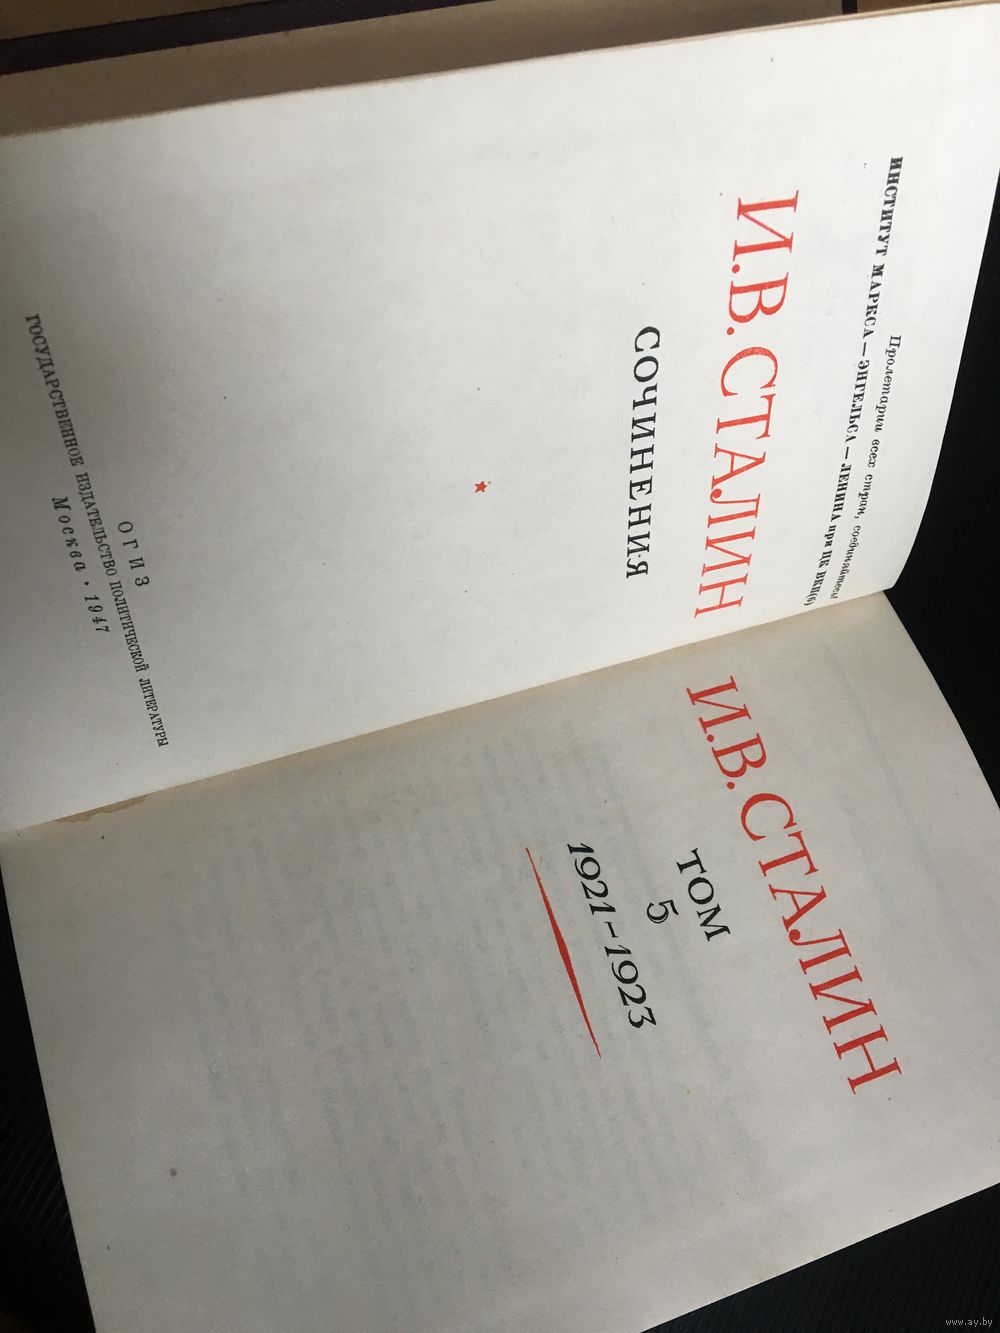 Пролетарии всех стран, соединяйтесь!
ИНСТИТУТ МАРКСА — ЭНГЕЛЬСА — ЛЕНИНА при ЦК ВКП(б)
И.В. СТАЛИН
СОЧИНЕНИЯ
ОГИЗ
ГОСУДАРСТВЕННОЕ ИЗДАТЕЛЬСТВО ПОЛИТИЧЕСКОЙ ЛИТЕРАТУРЫ
Москва • 1947
И.В. СТАЛИН
ТОМ
5
1921-1923
www.ay.by